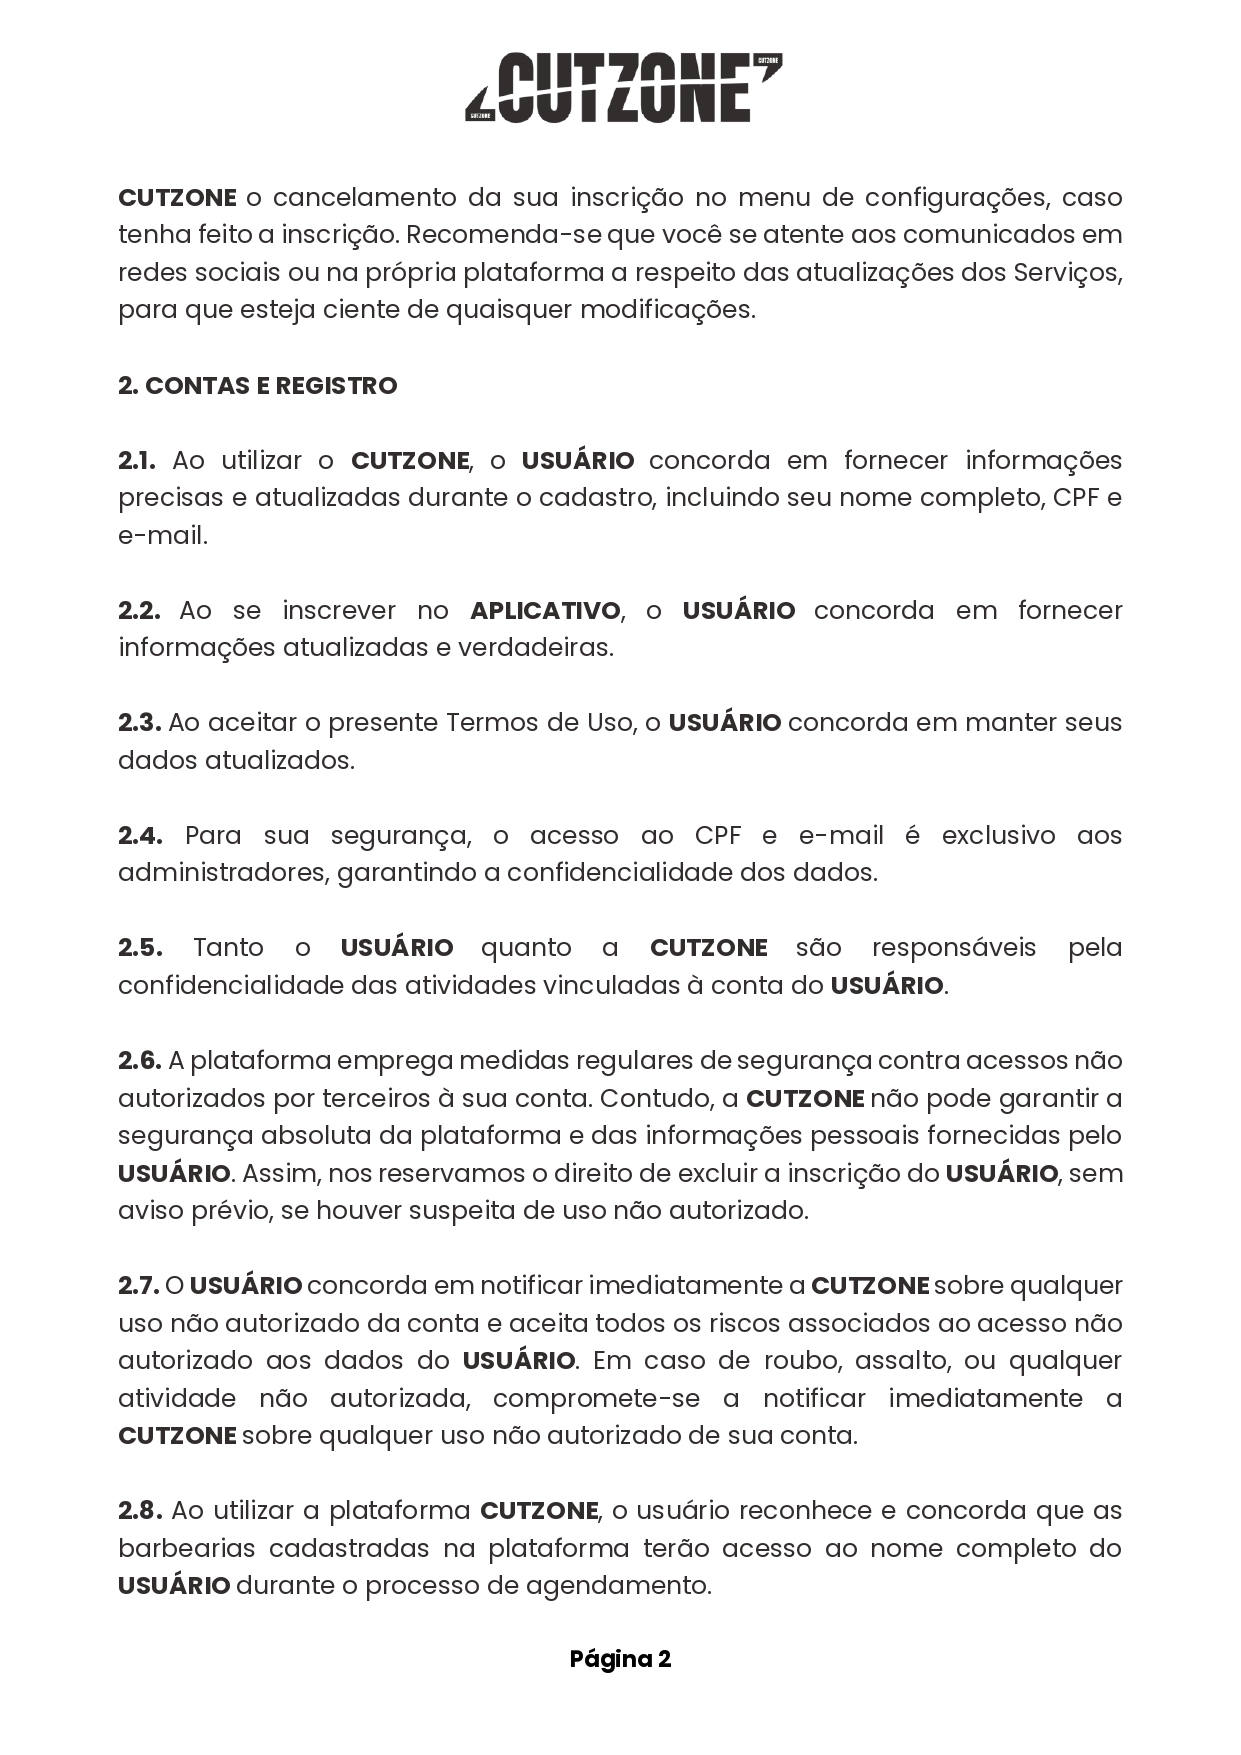 CUTZONE
CUTZONE
CUTZONE
CUTZONE o cancelamento da sua inscrição no menu de configurações, caso
tenha feito a inscrição. Recomenda-se que você se atente aos comunicados em
redes sociais ou na própria plataforma a respeito das atualizações dos Serviços,
para que esteja ciente de quaisquer modificações.
2. CONTAS E REGISTRO
2.1. Ao utilizar o CUTZONE, o USUÁRIO concorda em fornecer informações
precisas e atualizadas durante o cadastro, incluindo seu nome completo, CPF e
e-mail.
2.2. Ao se inscrever no APLICATIVO, o USUÁRIO concorda em fornecer
informações atualizadas e verdadeiras.
2.3. Ao aceitar o presente Termos de Uso, o USUÁRIO concorda em manter seus
dados atualizados.
2.4. Para sua segurança, o acesso ao CPF e e-mail é exclusivo aos
administradores, garantindo a confidencialidade dos dados.
2.5. Tanto o USUÁRIO quanto a CUTZONE são responsáveis pela
confidencialidade das atividades vinculadas à conta do USUÁRIO.
2.6. A plataforma emprega medidas regulares de segurança contra acessos não
autorizados por terceiros à sua conta. Contudo, a CUTZONE não pode garantir a
segurança absoluta da plataforma e das informações pessoais fornecidas pelo
USUÁRIO. Assim, nos reservamos o direito de excluir a inscrição do USUÁRIO, sem
aviso prévio, se houver suspeita de uso não autorizado.
2.7. O USUÁRIO concorda em notificar imediatamente a CUTZONE sobre qualquer
uso não autorizado da conta e aceita todos os riscos associados ao acesso não
autorizado aos dados do USUÁRIO. Em caso de roubo, assalto, ou qualquer
atividade não autorizada, compromete-se a notificar imediatamente a
CUTZONE sobre qualquer uso não autorizado de sua conta.
2.8. Ao utilizar a plataforma CUTZONE, o usuário reconhece e concorda que as
barbearias cadastradas na plataforma terão acesso ao nome completo do
USUÁRIO durante o processo de agendamento.
Página 2